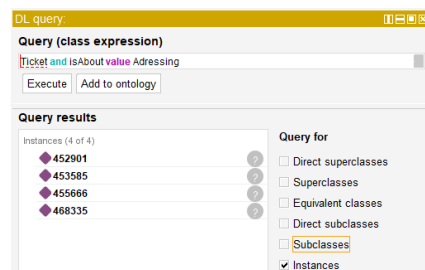 DL query:
Query (class expression)
Ticket and isAbout value Adressing
Execute Add to ontology
Query results
Instances (4 of 4)
452901 ?
453585 ?
455666 ?
468335 ?
Query for
Direct superclasses
Superclasses
Equivalent classes
Direct subclasses
Subclasses
Instances